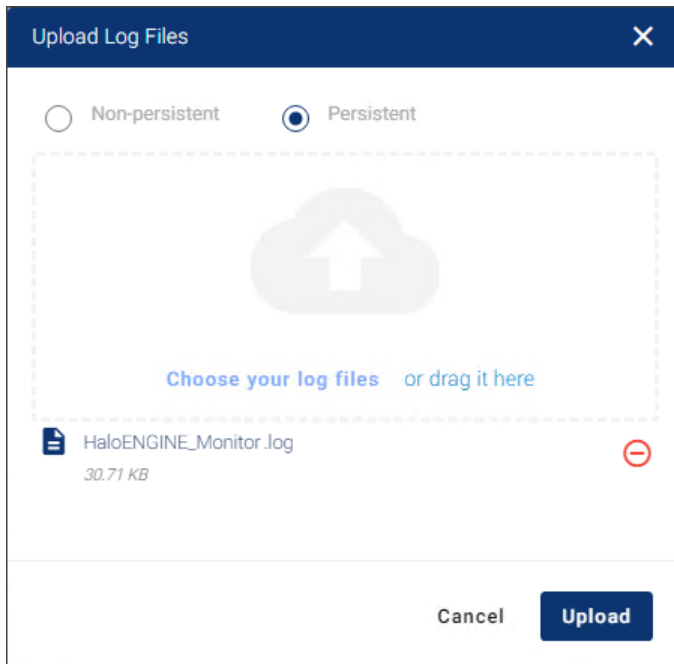 Upload Log Files
Non-persistent Persistent
Choose your log files or drag it here
HaloENGINE_Monitor.log
30.71 KB
Cancel Upload